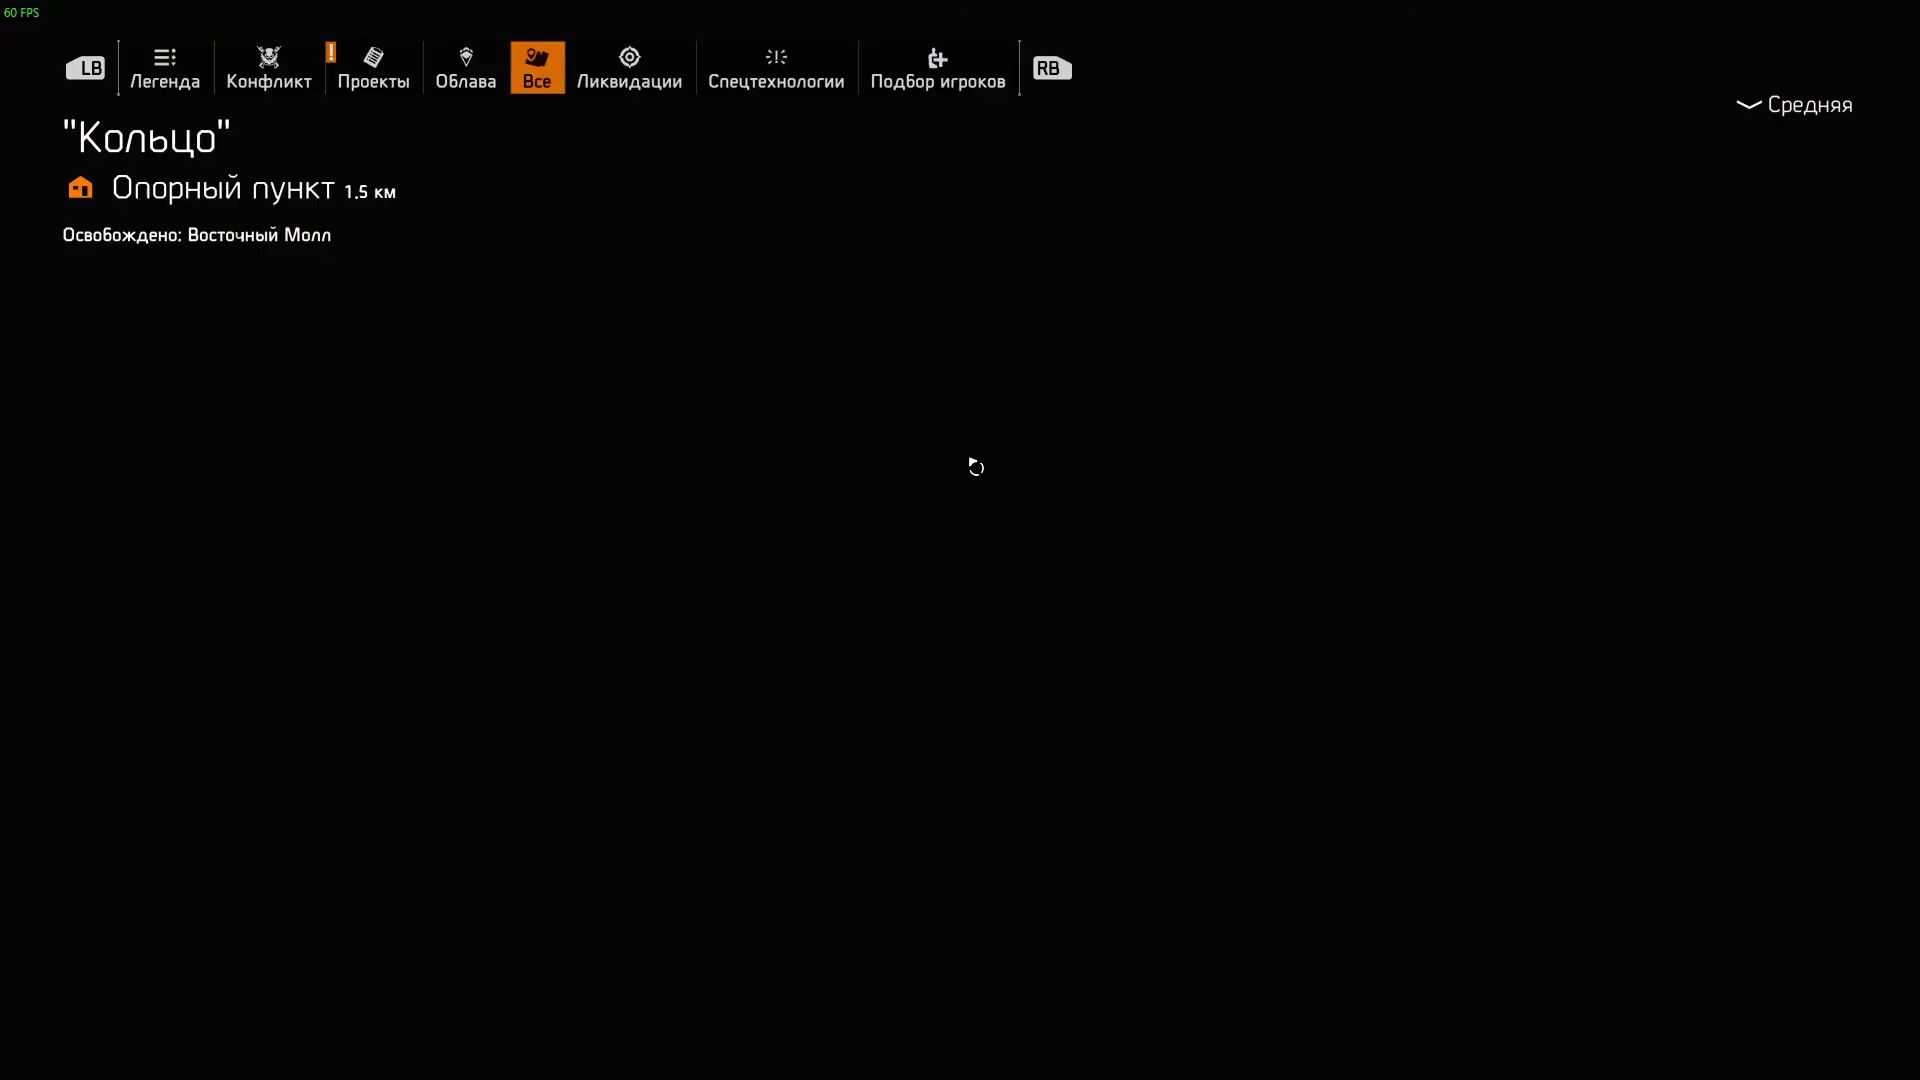 60 FPS
LB Легенда Конфликт ! Проекты Облава Все Ликвидации Спецтехнологии Подбор игроков RB
Средняя
"Кольцо"
Опорный пункт 1.5 км
Освобождено: Восточный Молл